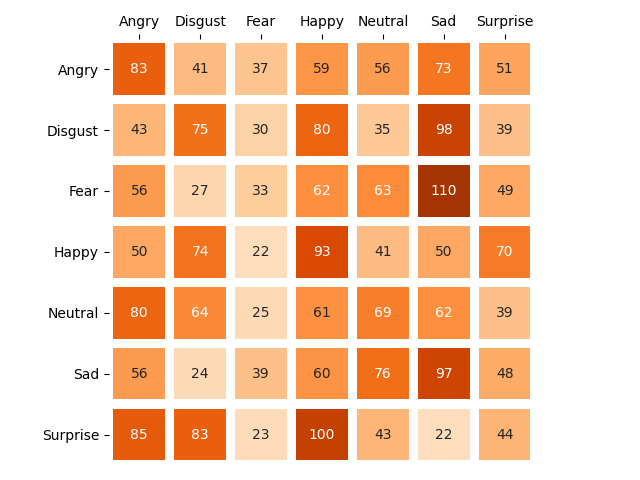 Angry Disgust Fear Happy Neutral Sad Surprise
Angry 83 41 37 59 56 73 51
Disgust 43 75 30 80 35 98 39
Fear 56 27 33 62 63 110 49
Happy 50 74 22 93 41 50 70
Neutral 80 64 25 61 69 62 39
Sad 56 24 39 60 76 97 48
Surprise 85 83 23 100 43 22 44